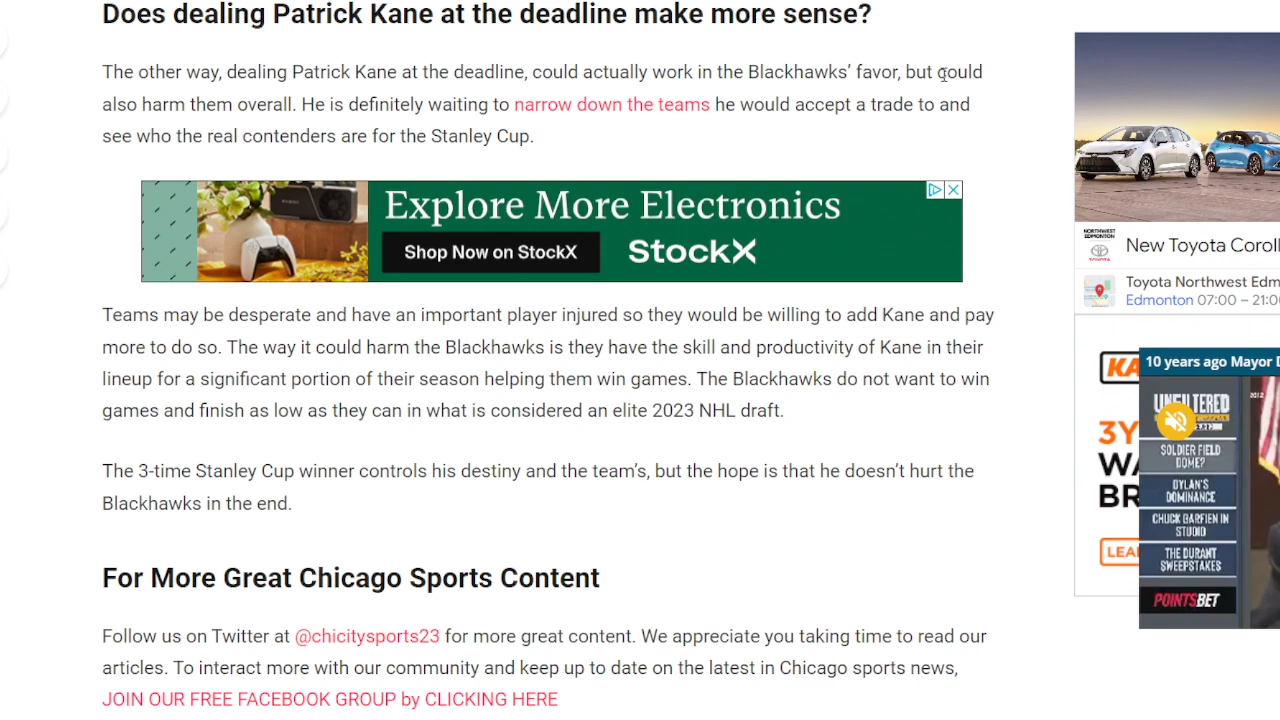 Does dealing Patrick Kane at the deadline make more sense?
The other way, dealing Patrick Kane at the deadline, could actually work in the Blackhawks' favor, but could
also harm them overall. He is definitely waiting to narrow down the teams he would accept a trade to and
see who the real contenders are for the Stanley Cup.
Explore More Electronics
Shop Now on StockX
StockX
Teams may be desperate and have an important player injured so they would be willing to add Kane and pay
more to do so. The way it could harm the Blackhawks is they have the skill and productivity of Kane in their
lineup for a significant portion of their season helping them win games. The Blackhawks do not want to win
games and finish as low as they can in what is considered an elite 2023 NHL draft.
The 3-time Stanley Cup winner controls his destiny and the team's, but the hope is that he doesn't hurt the
Blackhawks in the end.
For More Great Chicago Sports Content
Follow us on Twitter at @chicitysports23 for more great content. We appreciate you taking time to read our
articles. To interact more with our community and keep up to date on the latest in Chicago sports news,
JOIN OUR FREE FACEBOOK GROUP by CLICKING HERE
NORTHWEST
EDMONTON
TOYOTA
New Toyota Coroll
Toyota Northwest Edm
Edmonton 07:00 – 21:0
KA
3Y
WA
BR
LEA
10 years ago Mayor D
UNFILTERED
2012
SOLDIER FIELD
DOME?
DYLAN'S
DOMINANCE
CHUCK GARFIEN IN
STUDIO
THE DURANT
SWEEPSTAKES
POINTSBET